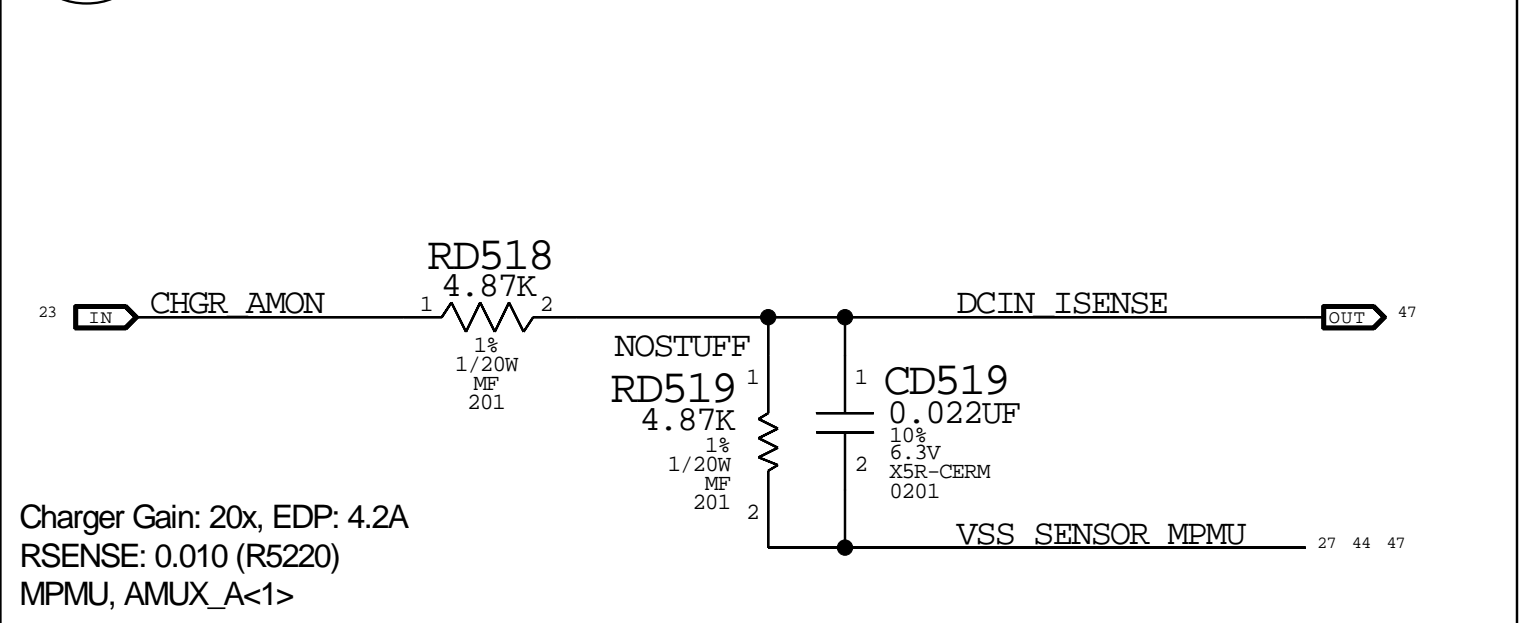 RD518
4.87K
23 IN CHGR_AMON 1 2 DCIN_ISENSE OUT 47
1%
1/20W
MF
201
NOSTUFF
RD519 1
4.87K
1%
1/20W
MF
201
2
1 CD519
0.022UF
10%
6.3V
2 X5R-CERM
0201
VSS_SENSOR_MPMU 27 44 47
Charger Gain: 20x, EDP: 4.2A
RSENSE: 0.010 (R5220)
MPMU, AMUX_A<1>